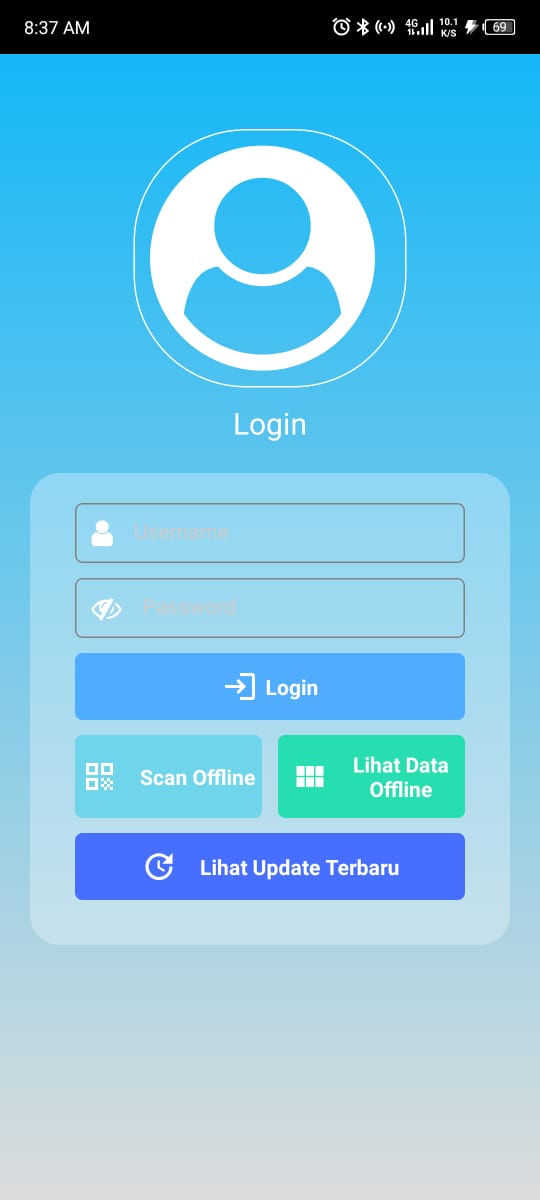 8:37 AM
4G
10.1
K/S
69
Login
Username
Password
Login
Scan Offline
Lihat Data
Offline
Lihat Update Terbaru